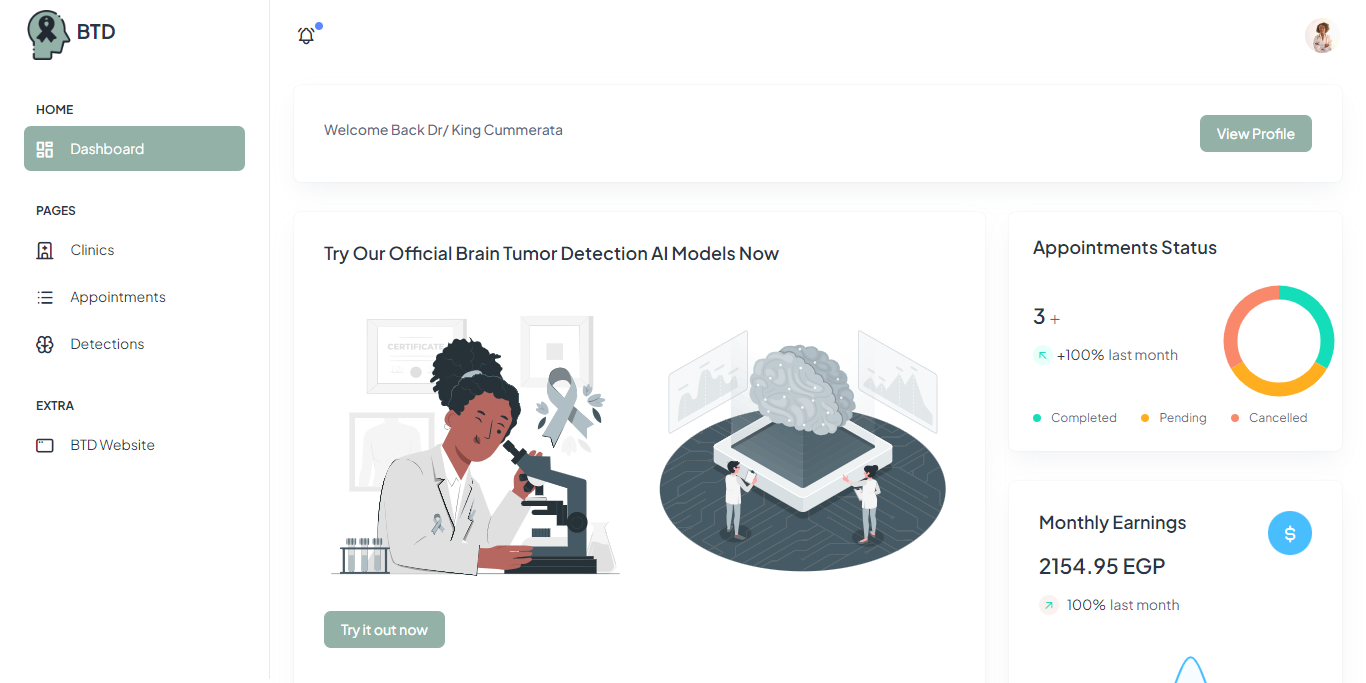 BTD
HOME
Dashboard
PAGES
Clinics
Appointments
Detections
EXTRA
BTD Website
Welcome Back Dr/ King Cummerata
View Profile
Try Our Official Brain Tumor Detection AI Models Now
CERTIFICATE
Try it out now
Appointments Status
3 +
+100% last month
Completed Pending Cancelled
Monthly Earnings
$
2154.95 EGP
100% last month